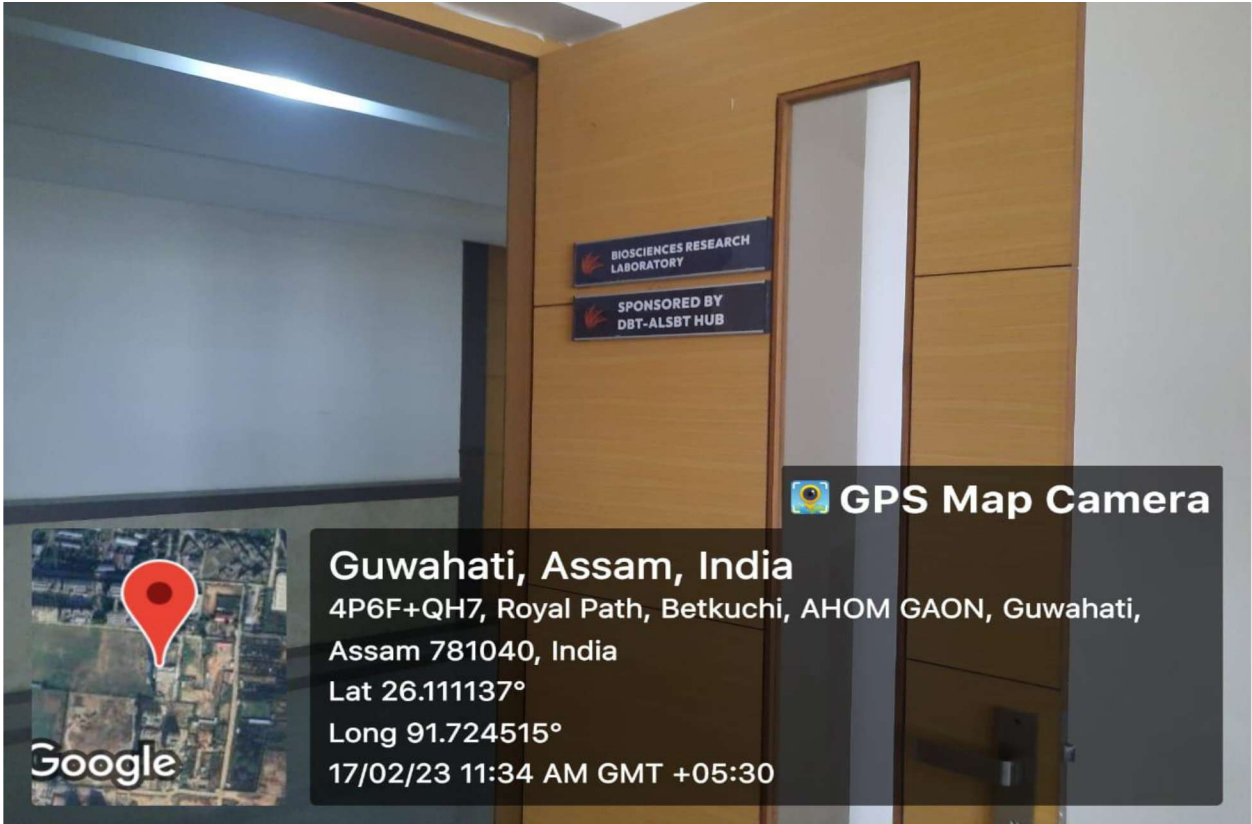 BIOSCIENCES RESEARCH
LABORATORY
SPONSORED BY
DBT-ALSBT HUB
GPS Map Camera
Guwahati, Assam, India
4P6F+QH7, Royal Path, Betkuchi, AHOM GAON, Guwahati,
Assam 781040, India
Lat 26.111137°
Long 91.724515°
17/02/23 11:34 AM GMT +05:30
Google